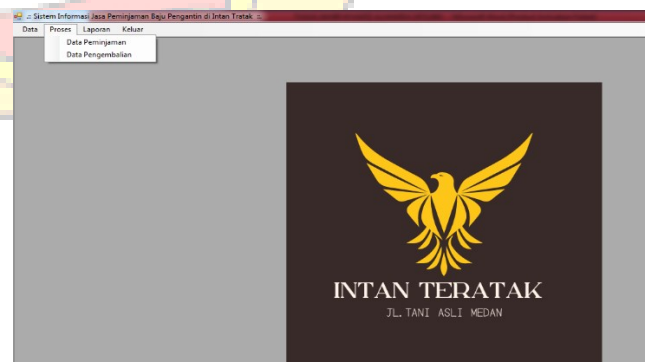 .:: Sistem Informasi Jasa Peminjaman Baju Pengantin di Intan Tratak ::.
Data Proses Laporan Keluar
Data Peminjaman
Data Pengembalian
INTAN TERATAK
JL. TANI ASLI MEDAN